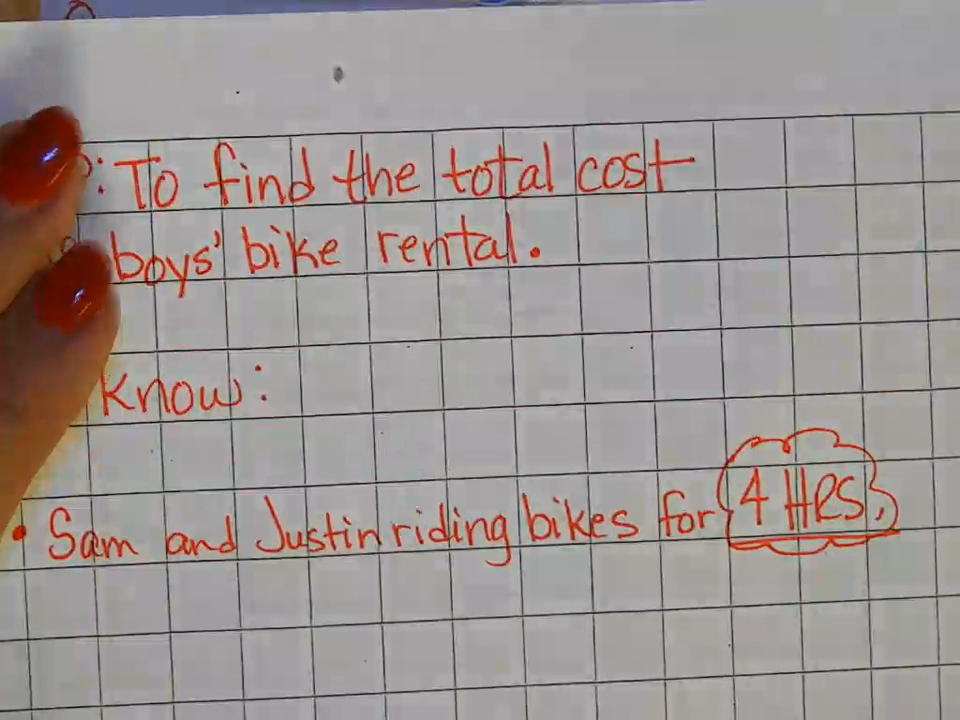 : To find the total cost
boys' bike rental.
Know:
• Sam and Justin riding bikes for 4 HRS.